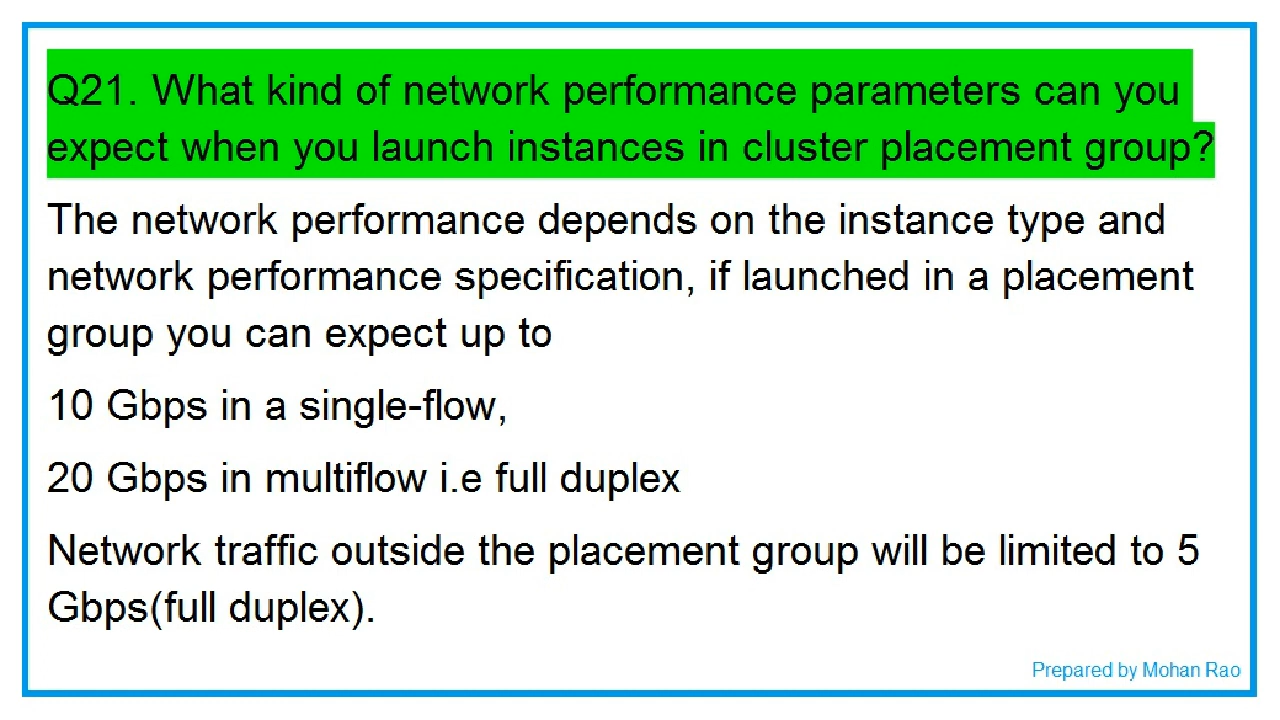 Q21. What kind of network performance parameters can you
expect when you launch instances in cluster placement group?
The network performance depends on the instance type and
network performance specification, if launched in a placement
group you can expect up to
10 Gbps in a single-flow,
20 Gbps in multiflow i.e full duplex
Network traffic outside the placement group will be limited to 5
Gbps(full duplex).
Prepared by Mohan Rao